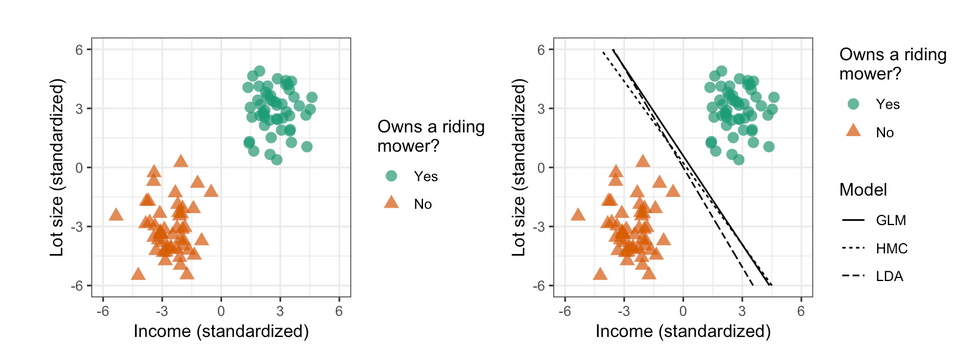 Lot size (standardized)
6
3
0
-3
-6
-6 -3 0 3 6
Income (standardized)
Owns a riding
mower?
Yes
No
Lot size (standardized)
6
3
0
-3
-6
-6 -3 0 3 6
Income (standardized)
Owns a riding
mower?
Yes
No
Model
GLM
HMC
LDA